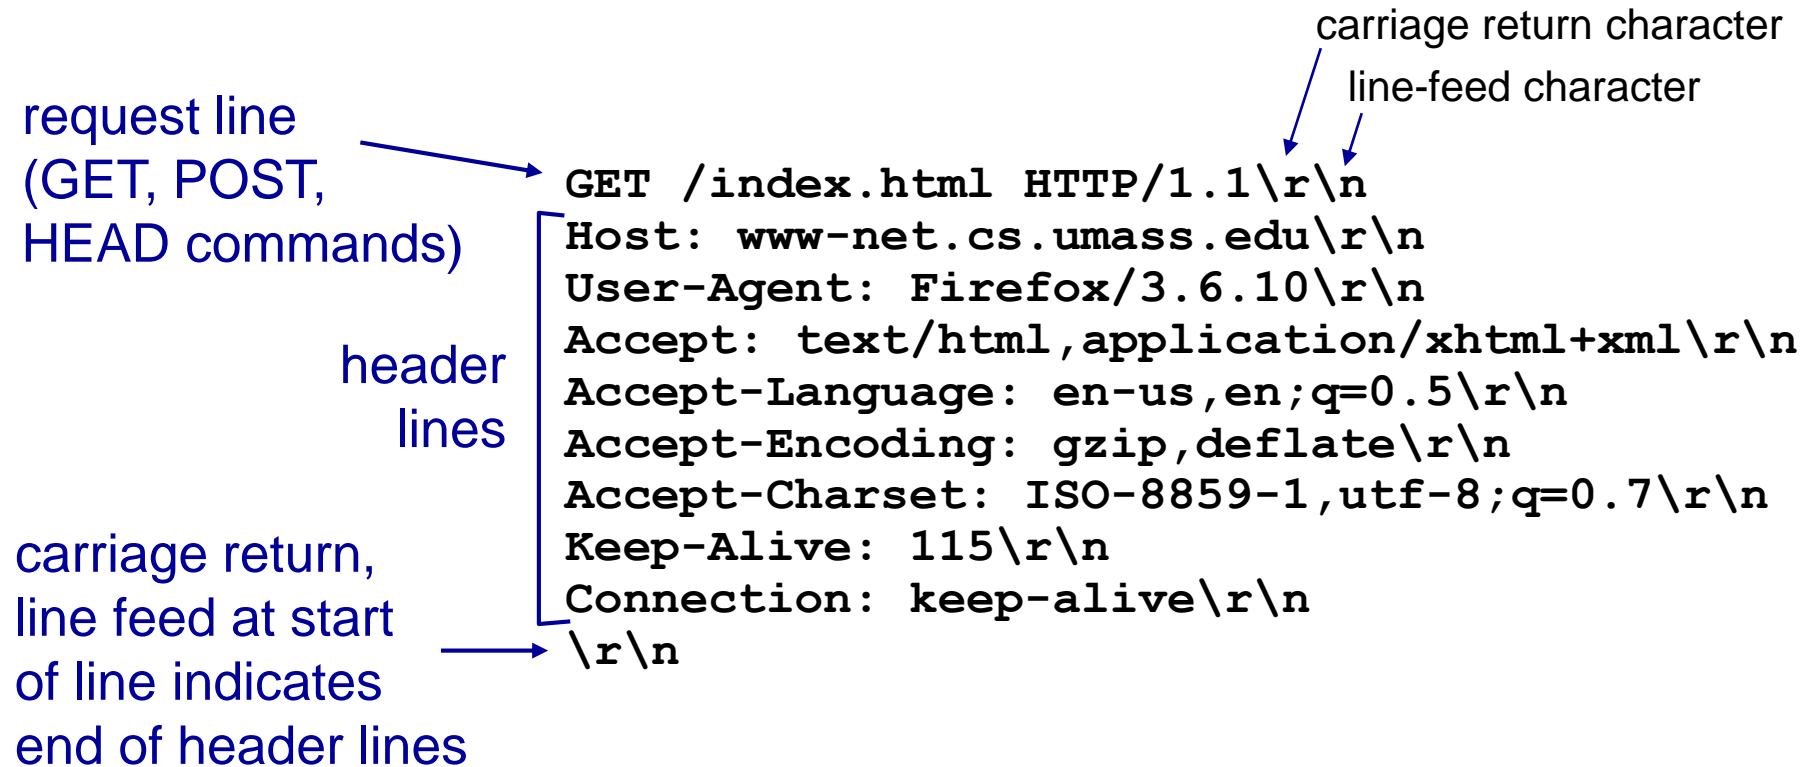 carriage return character
line-feed character
request line
(GET, POST,
HEAD commands)
GET /index.html HTTP/1.1\r\n
Host: www-net.cs.umass.edu\r\n
User-Agent: Firefox/3.6.10\r\n
Accept: text/html,application/xhtml+xml\r\n
Accept-Language: en-us,en;q=0.5\r\n
Accept-Encoding: gzip,deflate\r\n
Accept-Charset: ISO-8859-1,utf-8;q=0.7\r\n
Keep-Alive: 115\r\n
Connection: keep-alive\r\n
\r\n
header
lines
carriage return,
line feed at start
of line indicates
end of header lines